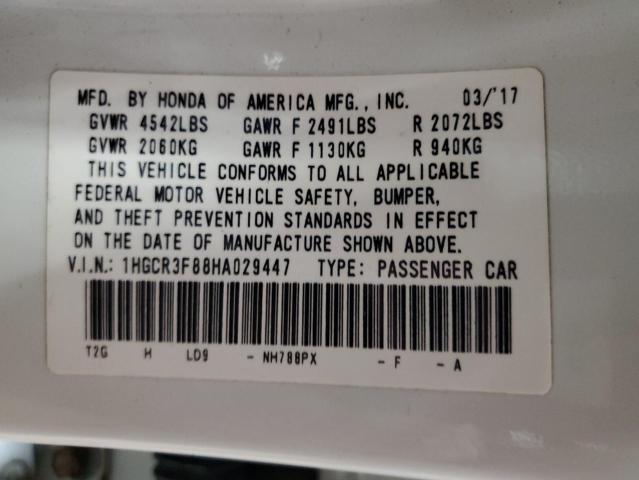 MFD. BY HONDA OF AMERICA MFG., INC. 03/'17
GVWR 4542LBS GAWR F 2491LBS R 2072LBS
GVWR 2060KG GAWR F 1130KG R 940KG
THIS VEHICLE CONFORMS TO ALL APPLICABLE
FEDERAL MOTOR VEHICLE SAFETY, BUMPER,
AND THEFT PREVENTION STANDARDS IN EFFECT
ON THE DATE OF MANUFACTURE SHOWN ABOVE.
V.I.N.: 1HGCR3F88HA029447 TYPE: PASSENGER CAR
T2G H LD9 - NH788PX - F - A